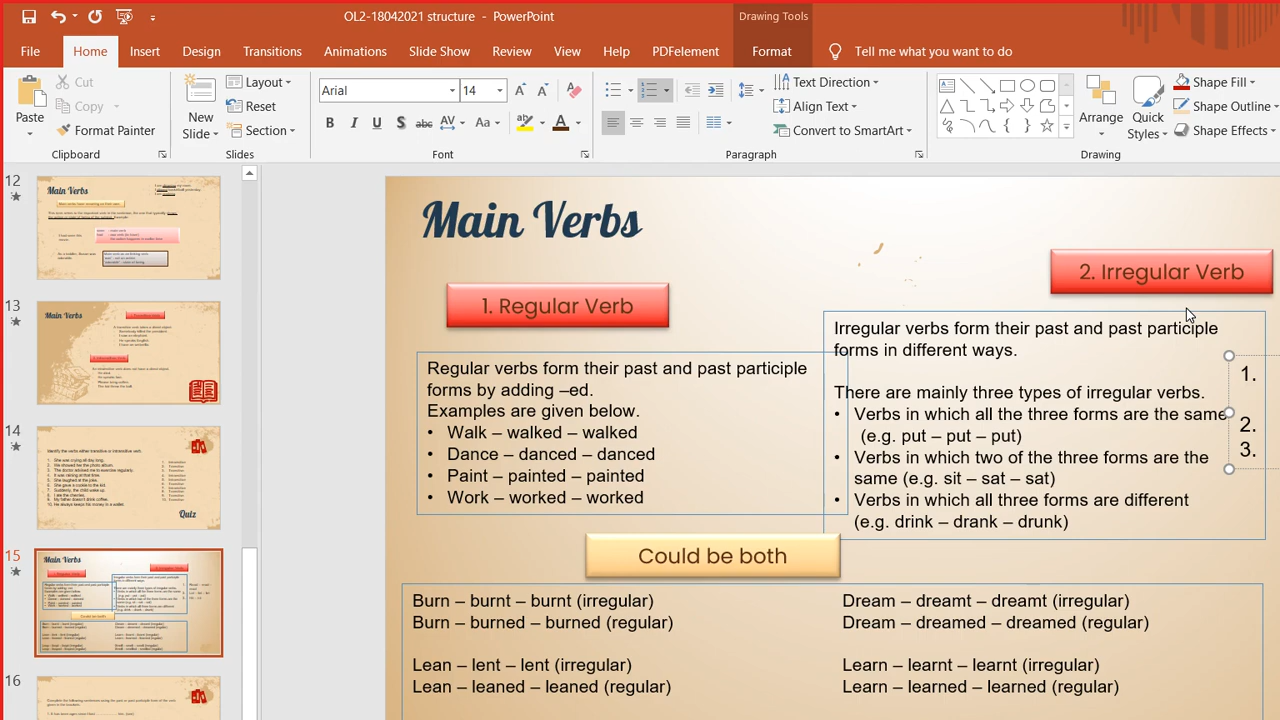 OL2-18042021 structure - PowerPoint
Drawing Tools
File Home Insert Design Transitions Animations Slide Show Review View Help PDFelement Format Tell me what you want to do
Paste
Cut
Copy
Format Painter
Clipboard
New Slide
Layout
Reset
Section
Slides
Arial 14
B I U S abc AV Aa
A
Font
Text Direction
Align Text
Convert to SmartArt
Paragraph
Arrange
Quick Styles
Shape Fill
Shape Outline
Shape Effects
Drawing
12
Main Verbs
13
Main Verbs
14
Quiz
15
Main Verbs
16
Main Verbs
1. Regular Verb
Regular verbs form their past and past participle
forms by adding –ed.
Examples are given below.
• Walk – walked – walked
• Dance – danced – danced
• Paint – painted – painted
• Work – worked – worked
2. Irregular Verb
Irregular verbs form their past and past participle
forms in different ways.
There are mainly three types of irregular verbs.
• Verbs in which all the three forms are the same
(e.g. put – put – put)
• Verbs in which two of the three forms are the
same (e.g. sit – sat – sat)
• Verbs in which all three forms are different
(e.g. drink – drank – drunk)
1.
2.
3.
Could be both
Burn – burnt – burnt (irregular)
Burn – burned – burned (regular)
Lean – lent – lent (irregular)
Lean – leaned – leaned (regular)
Dream – dreamt – dreamt (irregular)
Dream – dreamed – dreamed (regular)
Learn – learnt – learnt (irregular)
Learn – learned – learned (regular)